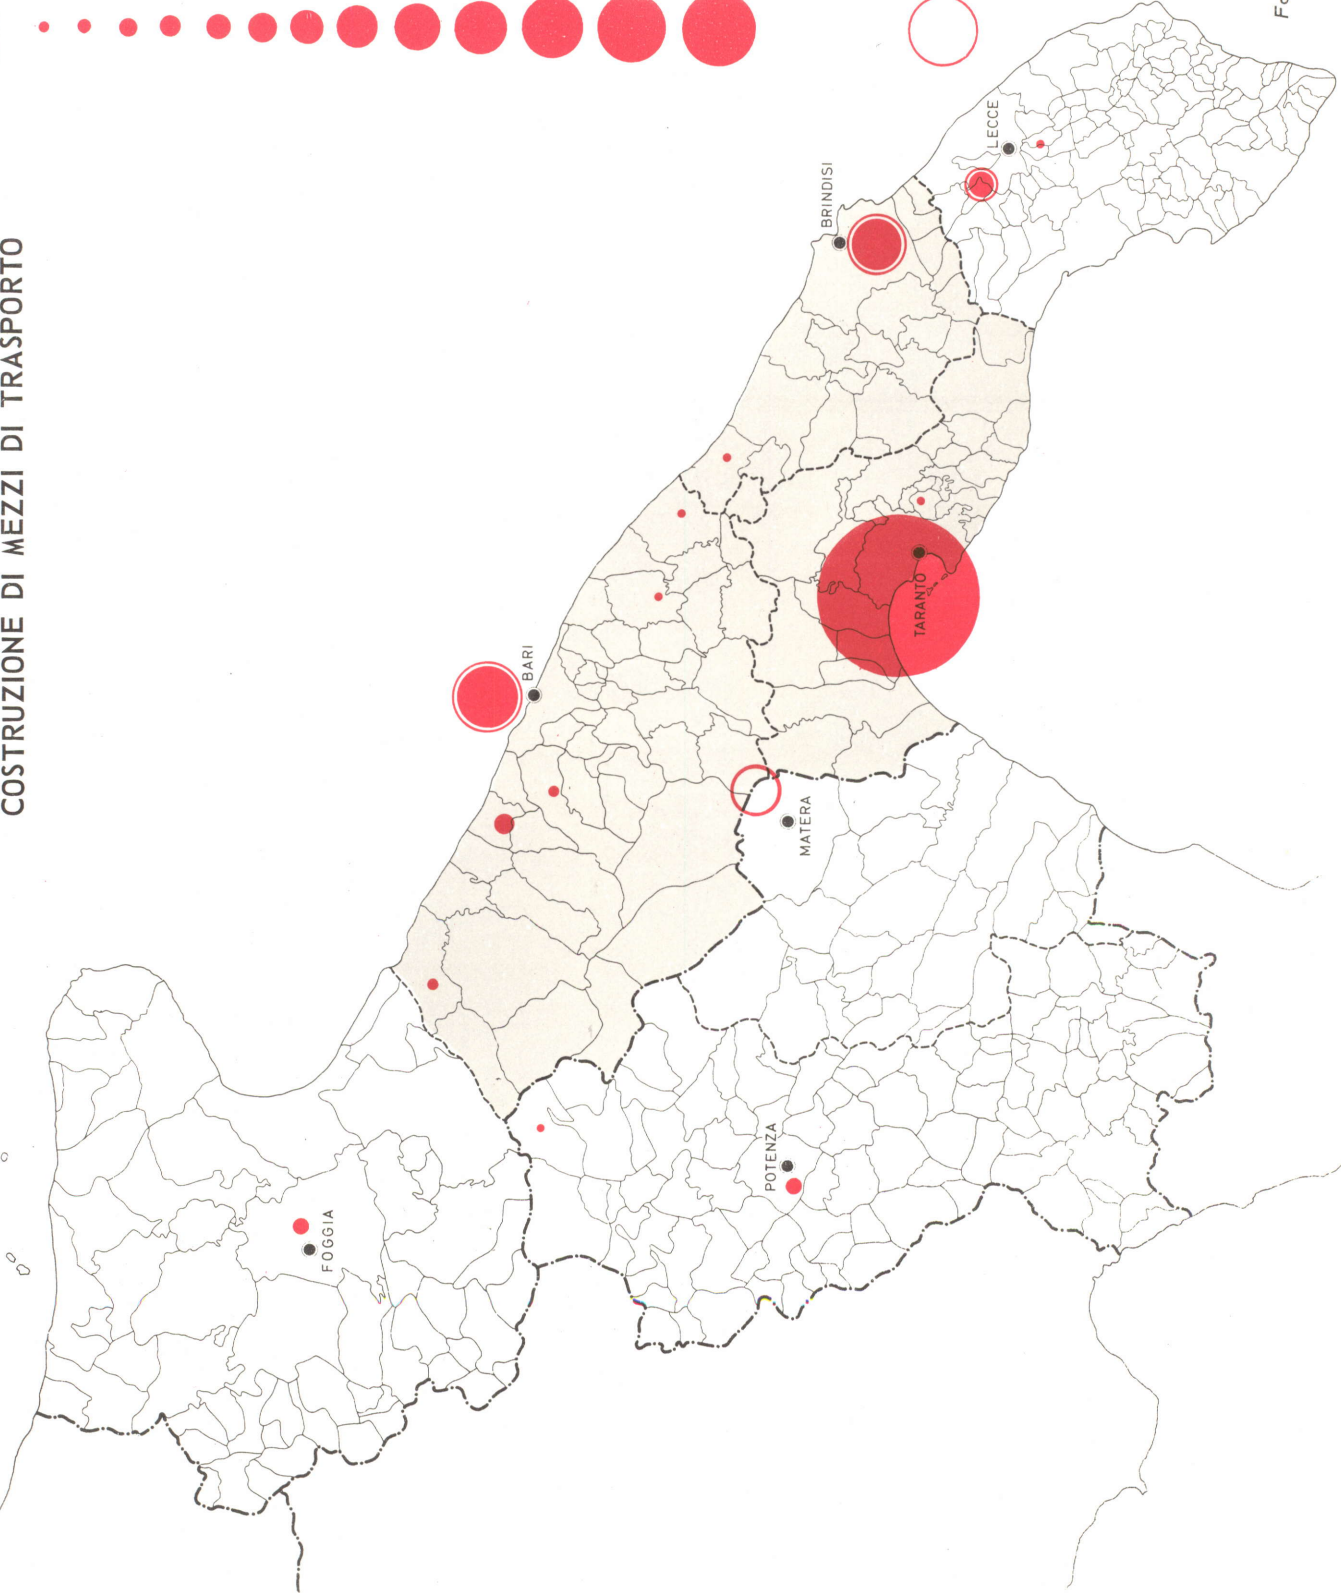 COSTRUZIONE DI MEZZI DI TRASPORTO
FOGGIA
BARI
BRINDISI
LECCE
TARANTO
MATERA
POTENZA